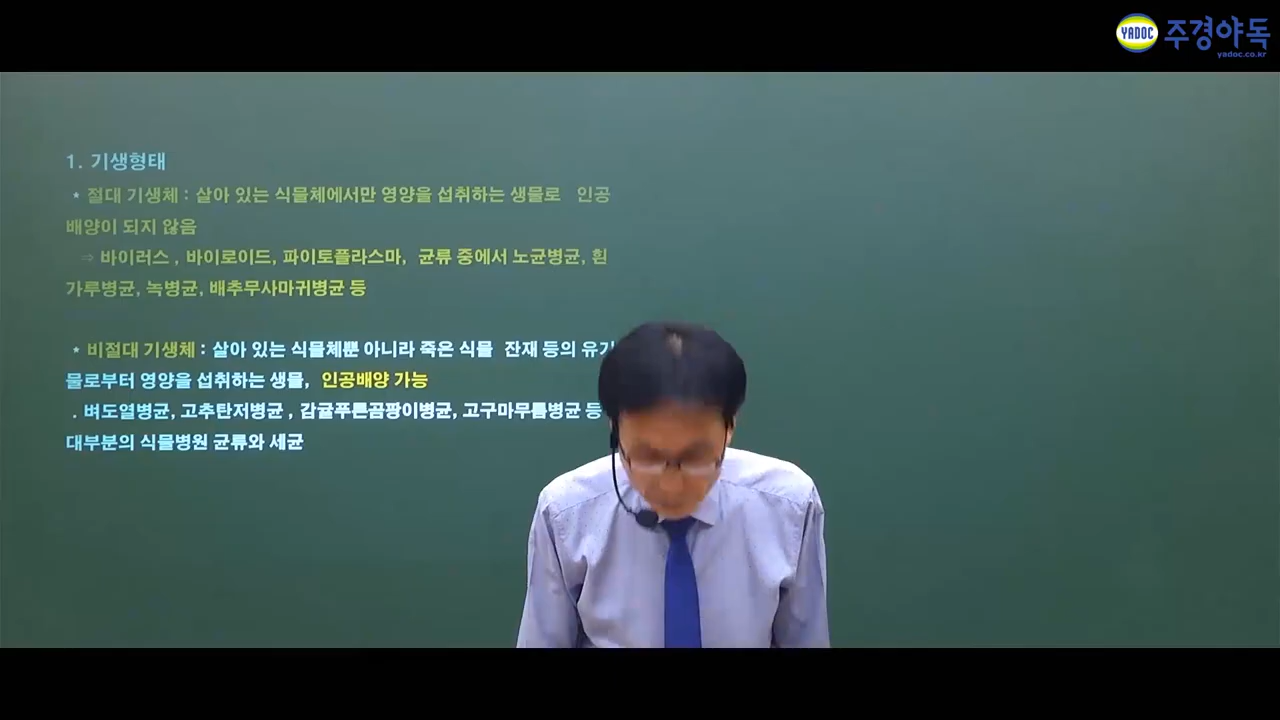 YADOC 주경야독
yadoc.co.kr
1. 기생형태
* 절대 기생체 : 살아 있는 식물체에서만 영양을 섭취하는 생물로 인공
배양이 되지 않음
⇒ 바이러스 , 바이로이드, 파이토플라스마, 균류 중에서 노균병균, 흰
가루병균, 녹병균, 배추무사마귀병균 등
* 비절대 기생체 : 살아 있는 식물체뿐 아니라 죽은 식물 잔재 등의 유기
물로부터 영양을 섭취하는 생물, 인공배양 가능
. 벼도열병균, 고추탄저병균 , 감귤푸른곰팡이병균, 고구마무름병균 등
대부분의 식물병원 균류와 세균